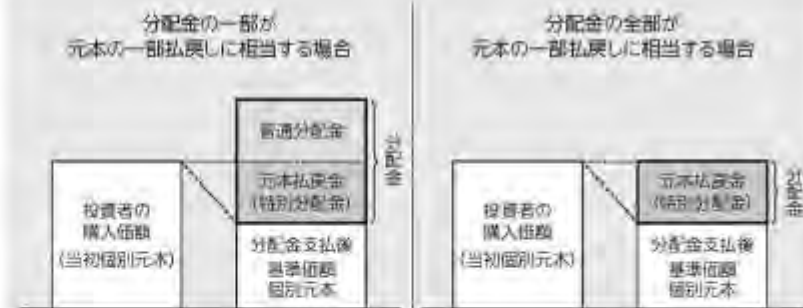 分配金の一部が
元本の一部払戻しに相当する場合
普通分配金
元本払戻金
(特別分配金)
分配金
投資者の
購入価額
(当初個別元本)
分配金支払後
基準価額
個別元本
分配金の全部が
元本の一部払戻しに相当する場合
元本払戻金
(特別分配金)
分配金
投資者の
購入価額
(当初個別元本)
分配金支払後
基準価額
個別元本